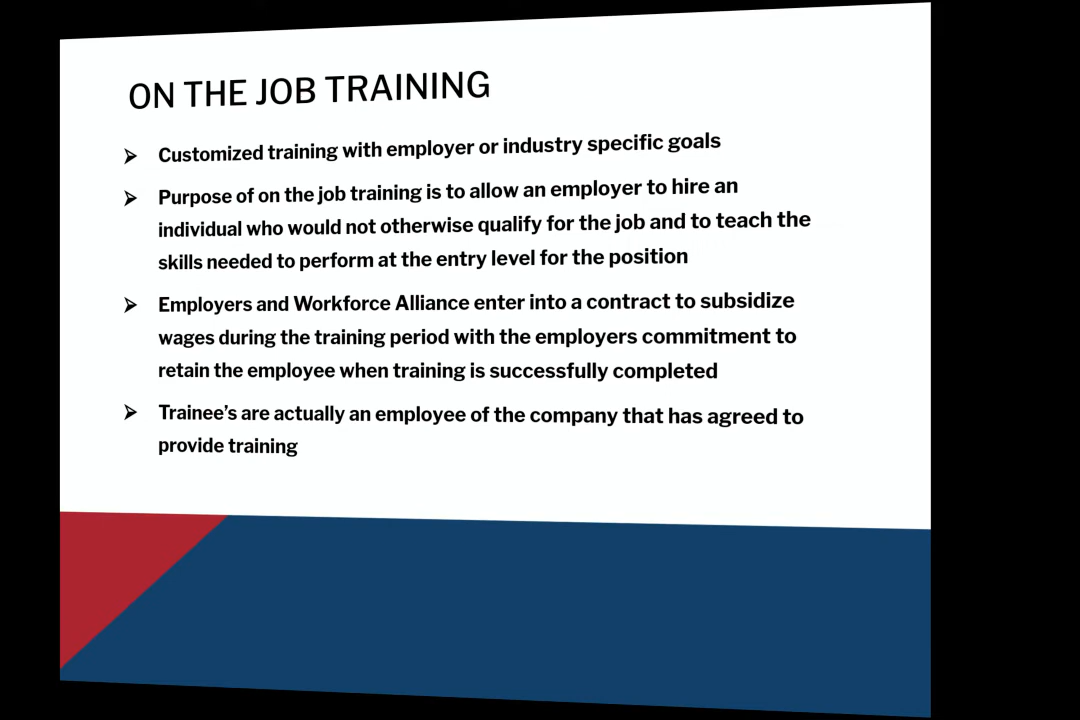 ON THE JOB TRAINING
Customized training with employer or industry specific goals
Purpose of on the job training is to allow an employer to hire an
individual who would not otherwise qualify for the job and to teach the
skills needed to perform at the entry level for the position
Employers and Workforce Alliance enter into a contract to subsidize
wages during the training period with the employers commitment to
retain the employee when training is successfully completed
Trainee’s are actually an employee of the company that has agreed to
provide training